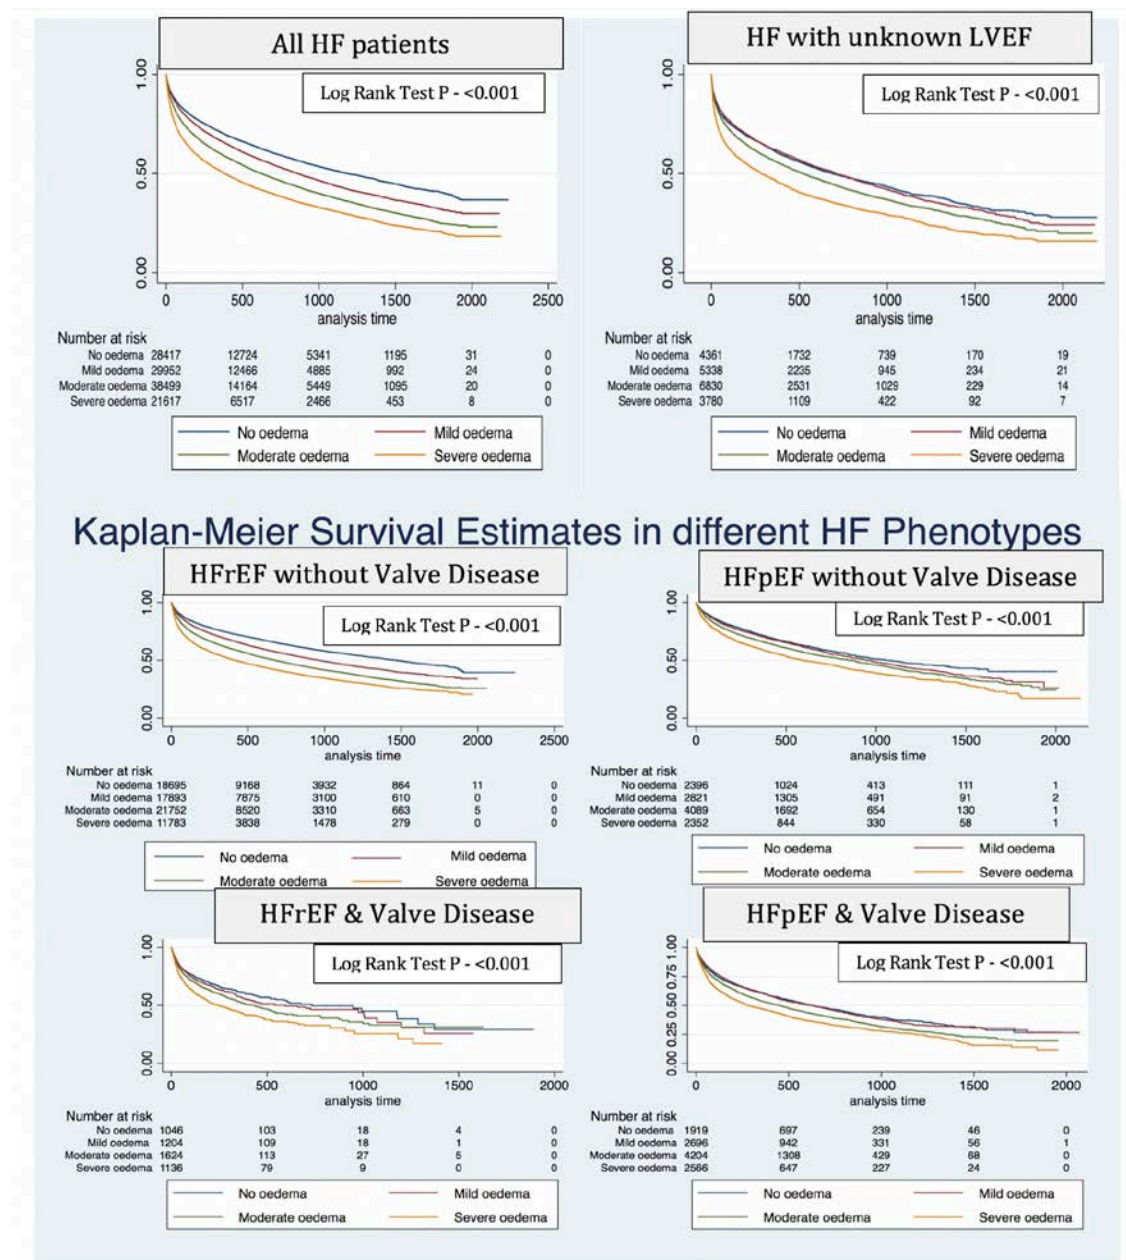 All HF patients
Log Rank Test P - <0.001
1.00
0.50
0.00
0 500 1000 1500 2000 2500
analysis time
Number at risk
No oedema 28417 12724 5341 1195 31 0
Mild oedema 29952 12466 4885 992 24 0
Moderate oedema 38499 14164 5449 1095 20 0
Severe oedema 21617 6517 2466 453 8 0
No oedema Mild oedema
Moderate oedema Severe oedema
HF with unknown LVEF
Log Rank Test P - <0.001
1.00
0.50
0.00
0 500 1000 1500 2000
analysis time
Number at risk
No oedema 4361 1732 739 170 19
Mild oedema 5338 2235 945 234 21
Moderate oedema 6830 2531 1029 229 14
Severe oedema 3780 1109 422 92 7
No oedema Mild oedema
Moderate oedema Severe oedema
Kaplan-Meier Survival Estimates in different HF Phenotypes
HFrEF without Valve Disease
Log Rank Test P - <0.001
1.00
0.50
0.00
0 500 1000 1500 2000 2500
analysis time
Number at risk
No oedema 18695 9168 3932 864 11 0
Mild oedema 17893 7875 3100 610 0 0
Moderate oedema 21752 8520 3310 663 5 0
Severe oedema 11783 3838 1478 279 0 0
No oedema Mild oedema
Moderate oedema Severe oedema
HFpEF without Valve Disease
Log Rank Test P - <0.001
1.00
0.50
0.00
0 500 1000 1500 2000
analysis time
Number at risk
No oedema 2396 1024 413 111 1
Mild oedema 2821 1305 491 91 2
Moderate oedema 4089 1692 654 130 1
Severe oedema 2352 844 330 58 1
No oedema Mild oedema
Moderate oedema Severe oedema
HFrEF & Valve Disease
Log Rank Test P - <0.001
1.00
0.50
0.00
0 500 1000 1500 2000
analysis time
Number at risk
No oedema 1046 103 18 4 0
Mild oedema 1204 109 18 1 0
Moderate oedema 1624 113 27 5 0
Severe oedema 1136 79 9 0 0
No oedema Mild oedema
Moderate oedema Severe oedema
HFpEF & Valve Disease
Log Rank Test P - <0.001
1.00
0.75
0.50
0.25
0.00
0 500 1000 1500 2000
analysis time
Number at risk
No oedema 1919 697 239 46 0
Mild oedema 2696 942 331 56 1
Moderate oedema 4204 1308 429 68 0
Severe oedema 2566 647 227 24 0
No oedema Mild oedema
Moderate oedema Severe oedema